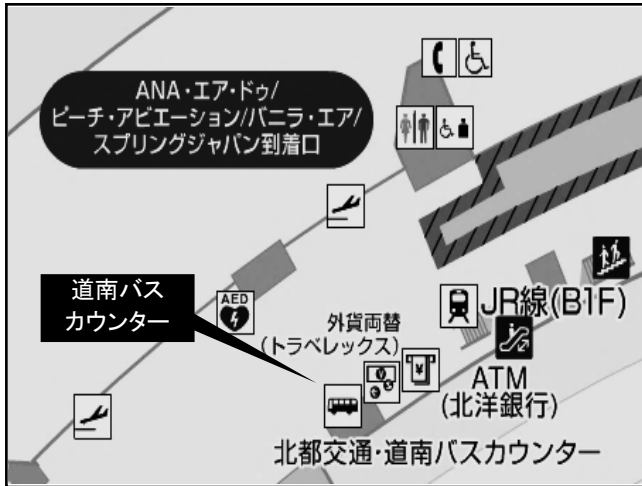 ANA・エア・ドゥ/
ピーチ・アビエーション//バニラ・エア/
スプリングジャパン到着口
道南バス
カウンター
AED
外貨両替
(トラベレックス)
JR線(B1F)
ATM
(北洋銀行)
北都交通・道南バスカウンター